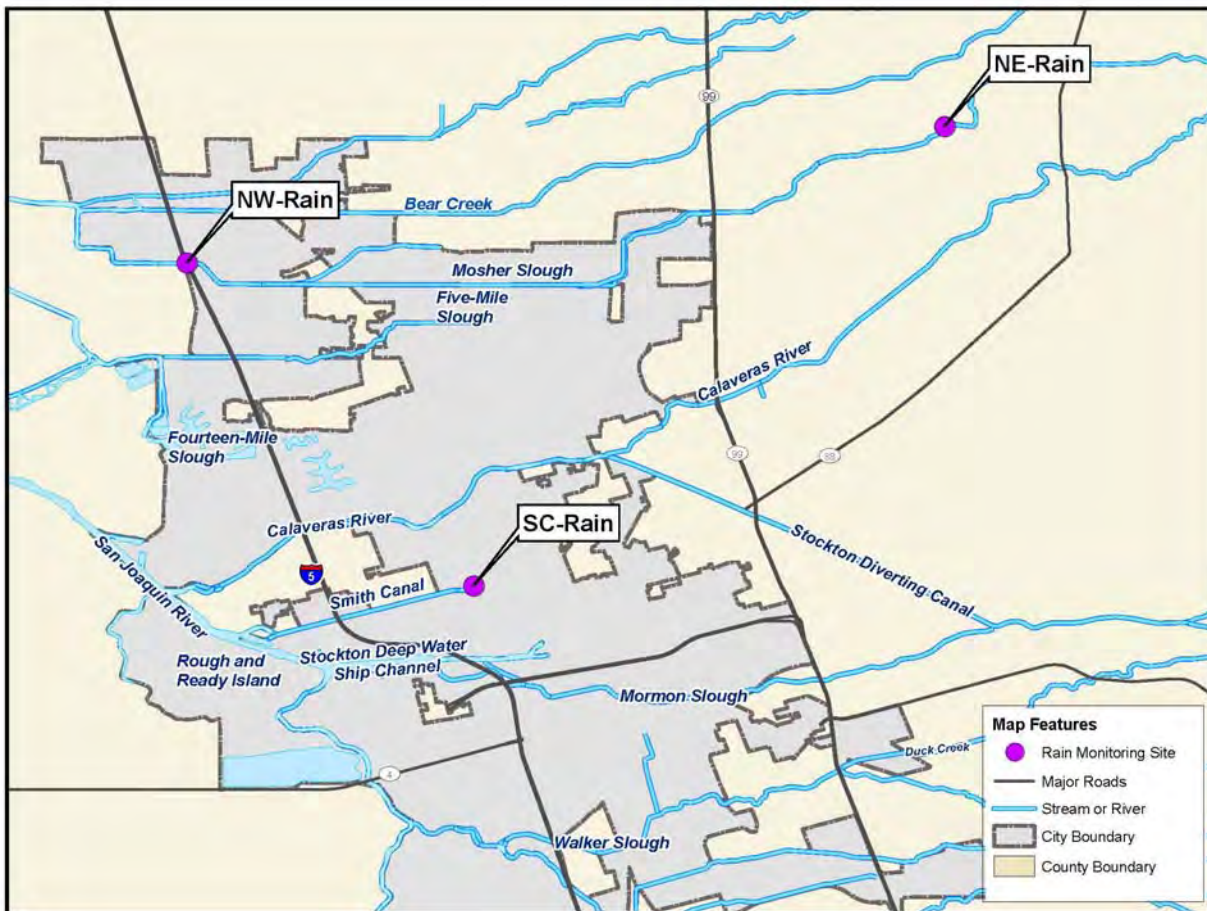 99
NE-Rain
NW-Rain
Bear Creek
Mosher Slough
Five-Mile
Slough
Calaveras River
Fourteen-Mile
Slough
99
88
SC-Rain
Calaveras River
San Joaquin River
5
Smith Canal
Stockton Diverting Canal
Rough and
Ready Island
Stockton Deep Water
Ship Channel
Mormon Slough
Duck Creek
4
Walker Slough
Map Features
Rain Monitoring Site
Major Roads
Stream or River
City Boundary
County Boundary